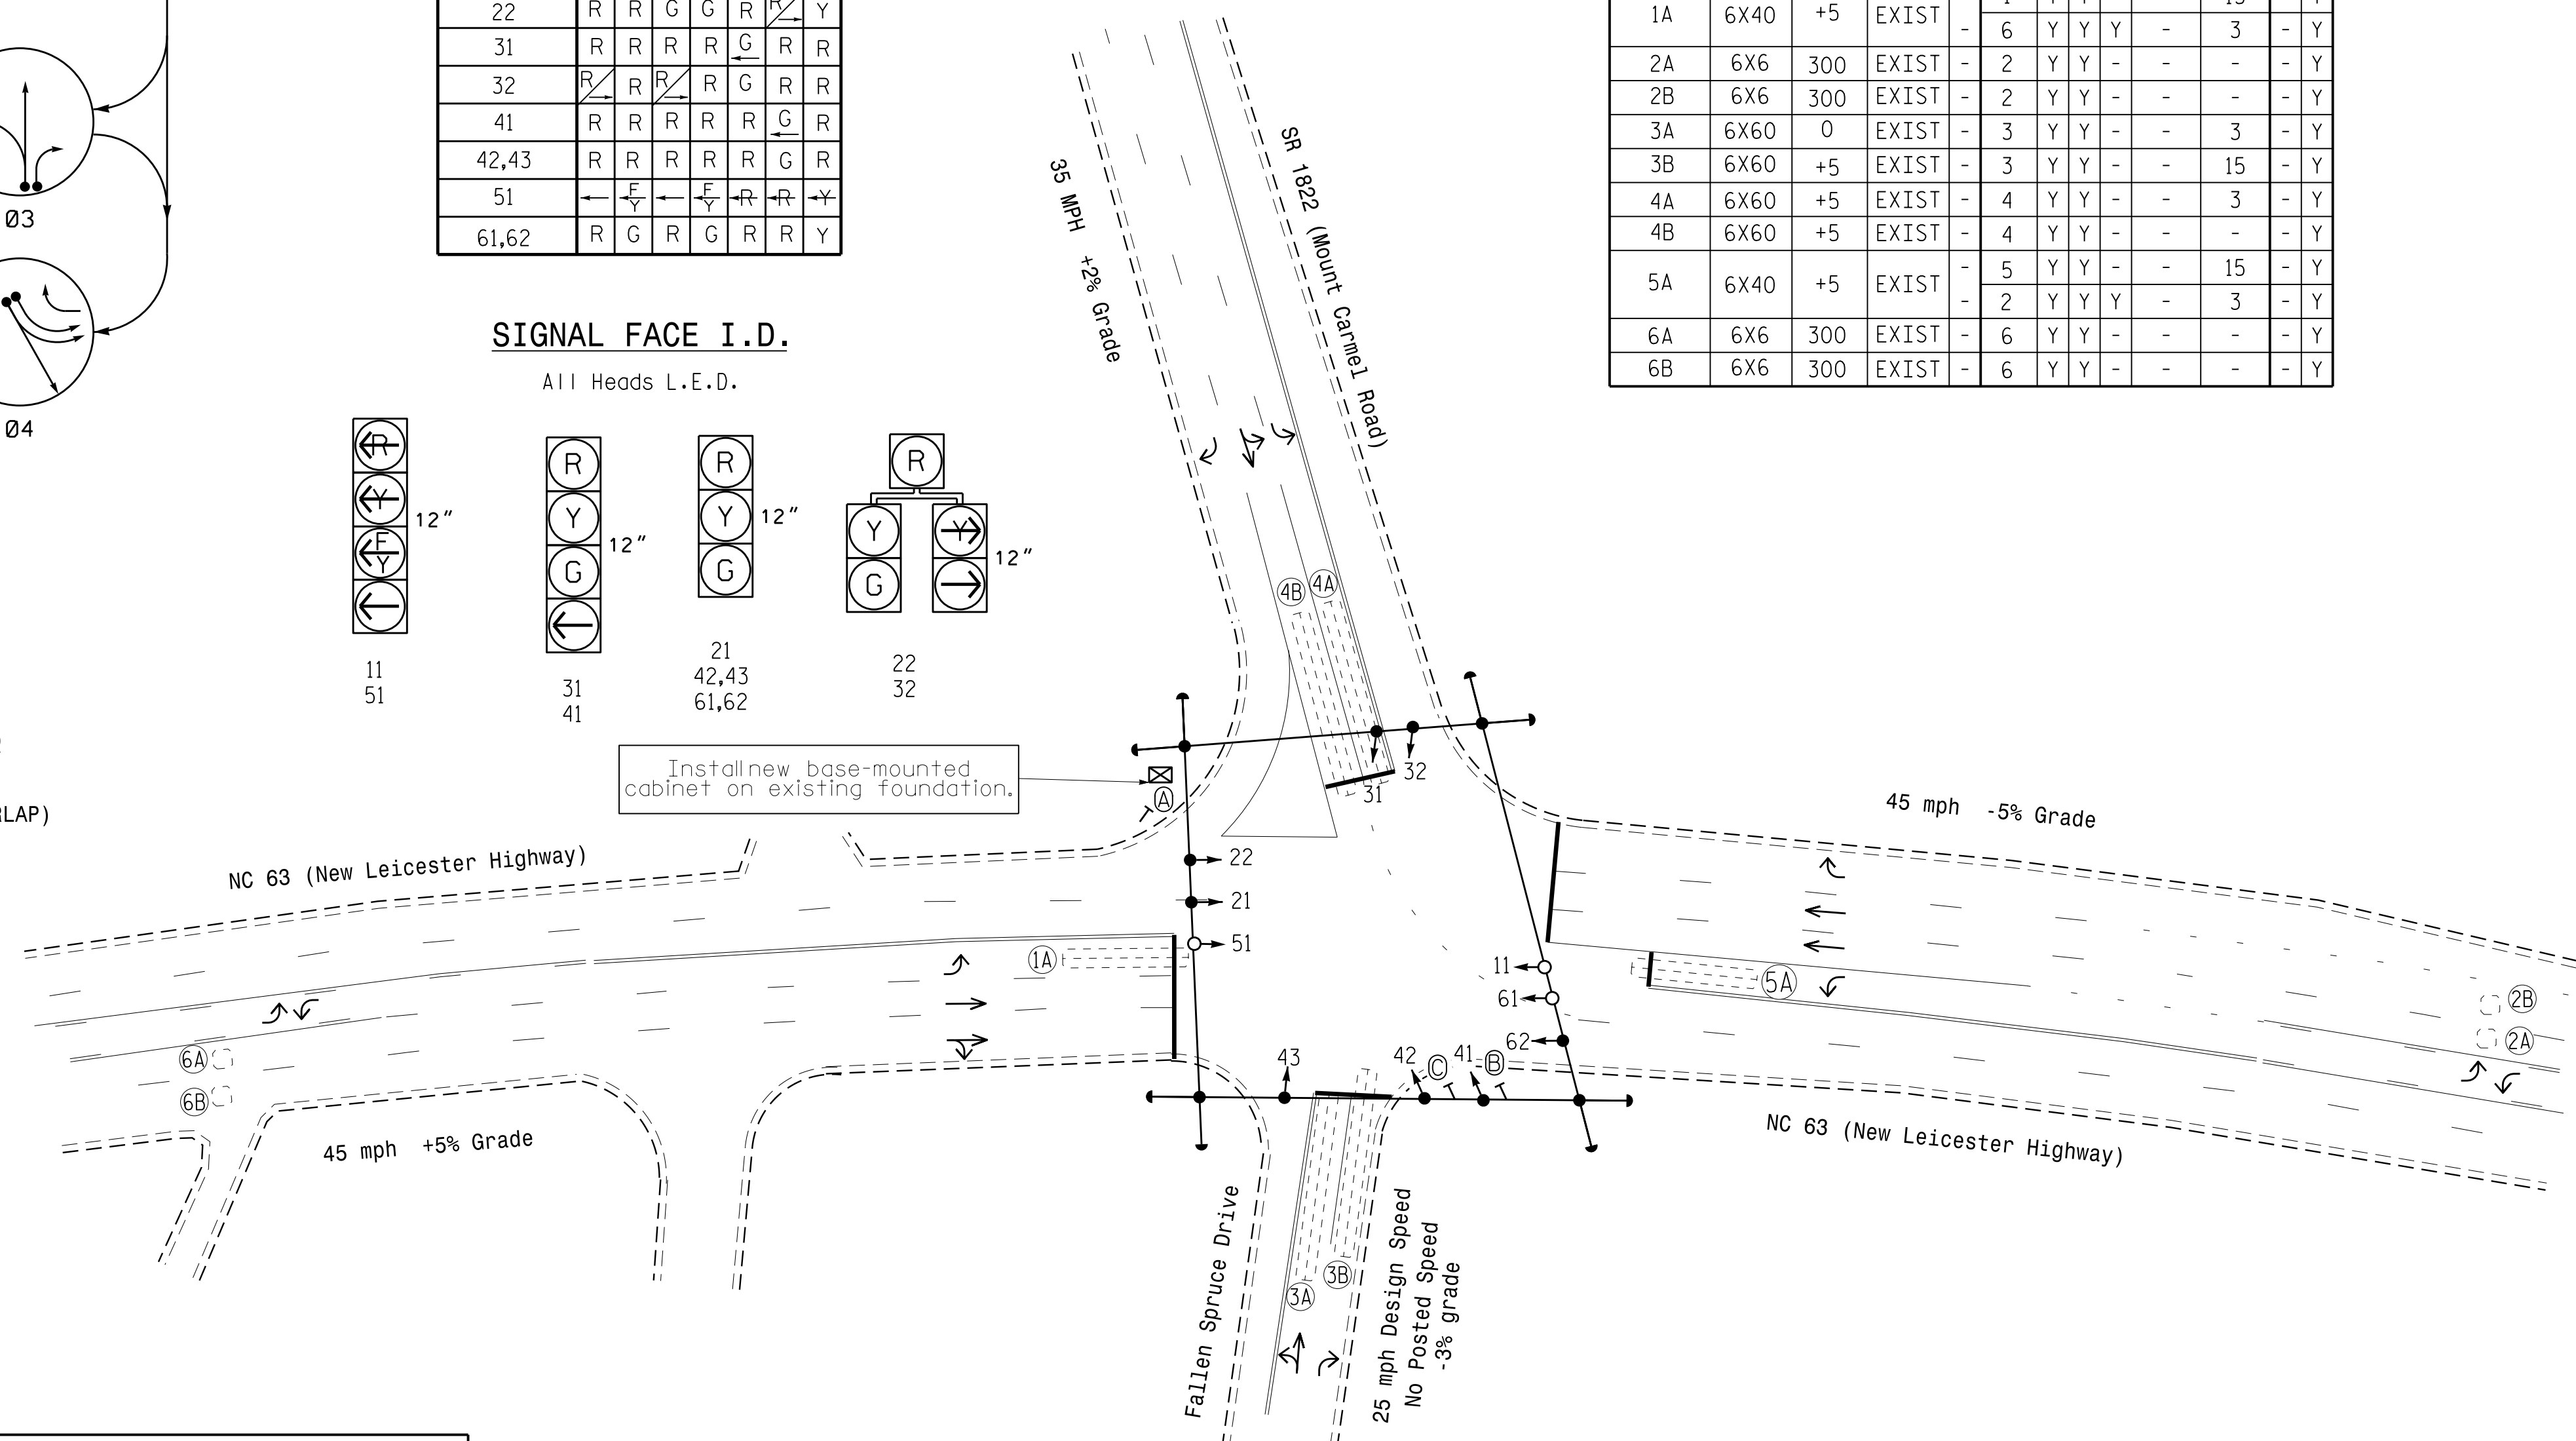 22 R R G G R R Y
31 R R R R G R R
32 R R R R G R R
41 R R R R R G R
42,43 R R R R R G R
51 F Y F Y R R Y
61,62 R G R G R R Y
03
04
SIGNAL FACE I.D.
All Heads L.E.D.
R Y F Y 12"
11
51
R Y G 12"
31
41
R Y G 12"
21
42,43
61,62
R Y Y G 12"
22
32
RLAP)
Install new base-mounted
cabinet on existing foundation.
1A 6X40 +5 EXIST
- 6 Y Y Y - 3 - Y
2A 6X6 300 EXIST - 2 Y Y - - - - Y
2B 6X6 300 EXIST - 2 Y Y - - - - Y
3A 6X60 0 EXIST - 3 Y Y - - 3 - Y
3B 6X60 +5 EXIST - 3 Y Y - - 15 - Y
4A 6X60 +5 EXIST - 4 Y Y - - 3 - Y
4B 6X60 +5 EXIST - 4 Y Y - - - - Y
5A 6X40 +5 EXIST - 5 Y Y - - 15 - Y
- 2 Y Y Y - 3 - Y
6A 6X6 300 EXIST - 6 Y Y - - - - Y
6B 6X6 300 EXIST - 6 Y Y - - - - Y
35 MPH +2% Grade
SR 1822 (Mount Carmel Road)
4B
4A
31
32
A
22
21
51
1A
NC 63 (New Leicester Highway)
6A
6B
45 mph +5% Grade
45 mph -5% Grade
11
61
62
5A
2B
2A
NC 63 (New Leicester Highway)
43
42
C
41
B
3A
3B
Fallen Spruce Drive
25 mph Design Speed
No Posted Speed
-3% grade